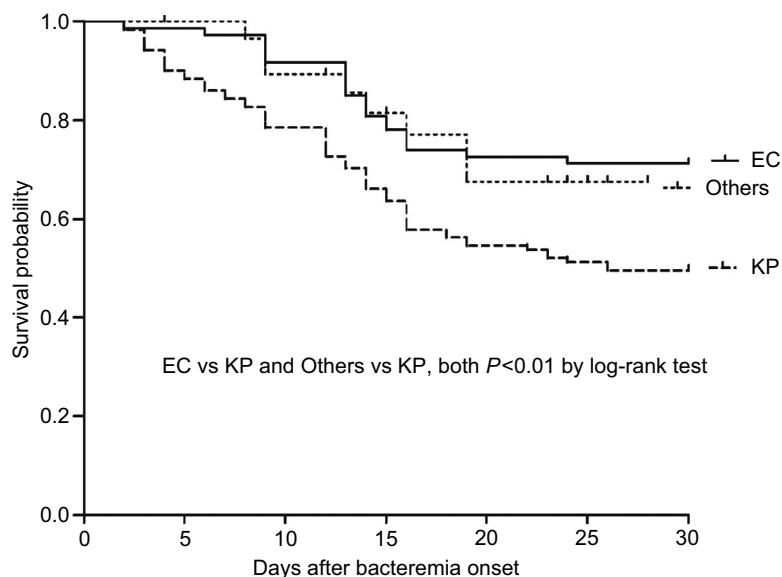 1.0
0.8
0.6
0.4
0.2
0.0
Survival probability
EC
Others
KP
EC vs KP and Others vs KP, both P<0.01 by log-rank test
0 5 10 15 20 25 30
Days after bacteremia onset